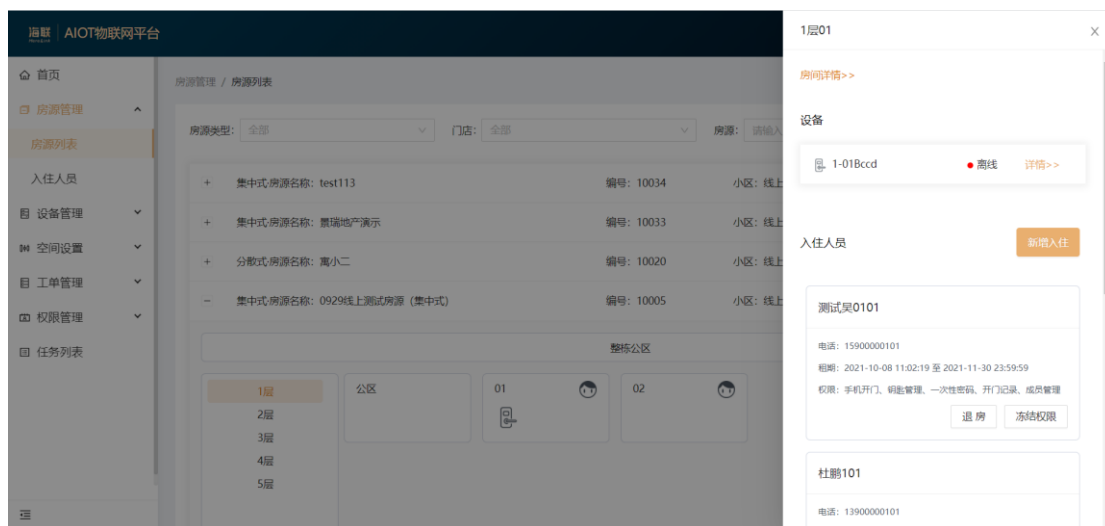 海联 AIOT物联网平台
首页
房源管理
房源列表
入住人员
设备管理
空间设置
工单管理
权限管理
任务列表
房源管理 / 房源列表
房源类型： 全部 门店： 全部 房源： 请输入
+ 集中式·房源名称：test113 编号：10034 小区：线上
+ 集中式·房源名称：景瑞地产演示 编号：10033 小区：线上
+ 分散式·房源名称：寓小二 编号：10020 小区：线上
− 集中式·房源名称：0929线上测试房源（集中式） 编号：10005 小区：线上
整栋公区
1层
2层
3层
4层
5层
公区
01
02
1层01
房间详情>>
设备
1-01Bccd 离线 详情>>
入住人员 新增入住
测试吴0101
电话：15900000101
租期：2021-10-08 11:02:19 至 2021-11-30 23:59:59
权限：手机开门、钥匙管理、一次性密码、开门记录、成员管理
退 房 冻结权限
杜鹏101
电话：13900000101